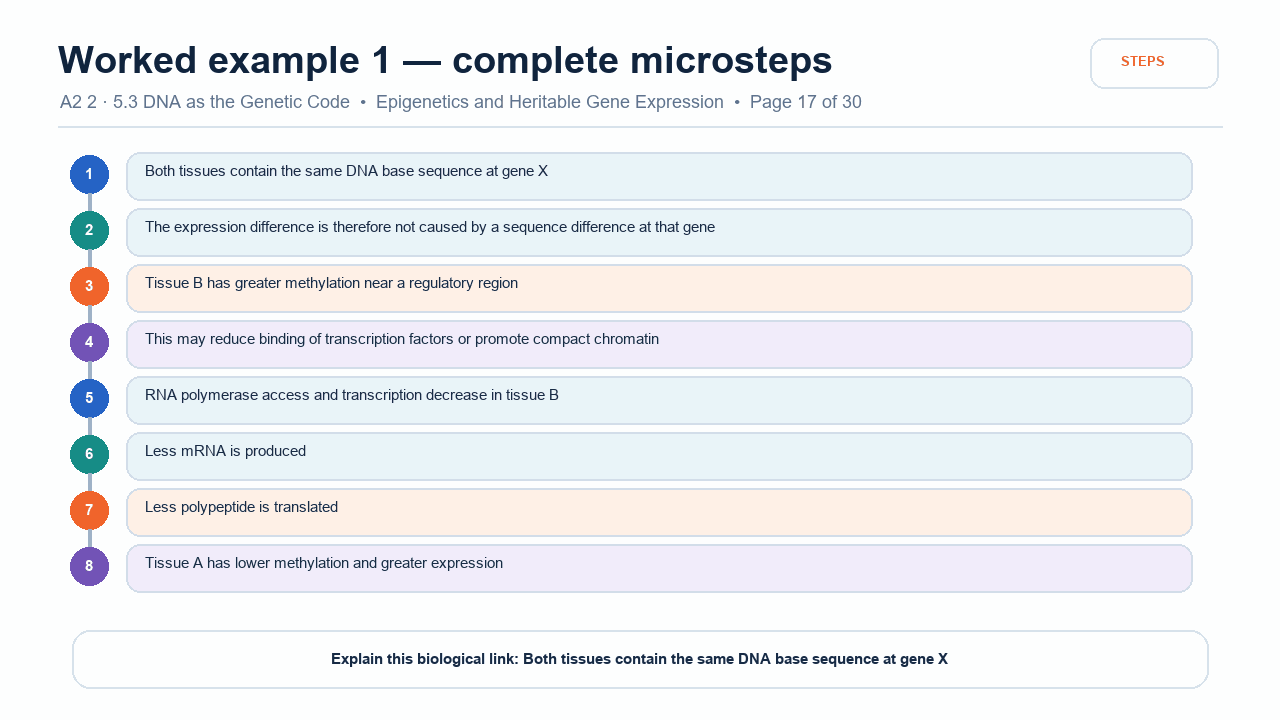 Worked example 1 — complete microsteps
STEPS
A2 2 · 5.3 DNA as the Genetic Code • Epigenetics and Heritable Gene Expression • Page 17 of 30
1 Both tissues contain the same DNA base sequence at gene X
2 The expression difference is therefore not caused by a sequence difference at that gene
3 Tissue B has greater methylation near a regulatory region
4 This may reduce binding of transcription factors or promote compact chromatin
5 RNA polymerase access and transcription decrease in tissue B
6 Less mRNA is produced
7 Less polypeptide is translated
8 Tissue A has lower methylation and greater expression
Explain this biological link: Both tissues contain the same DNA base sequence at gene X